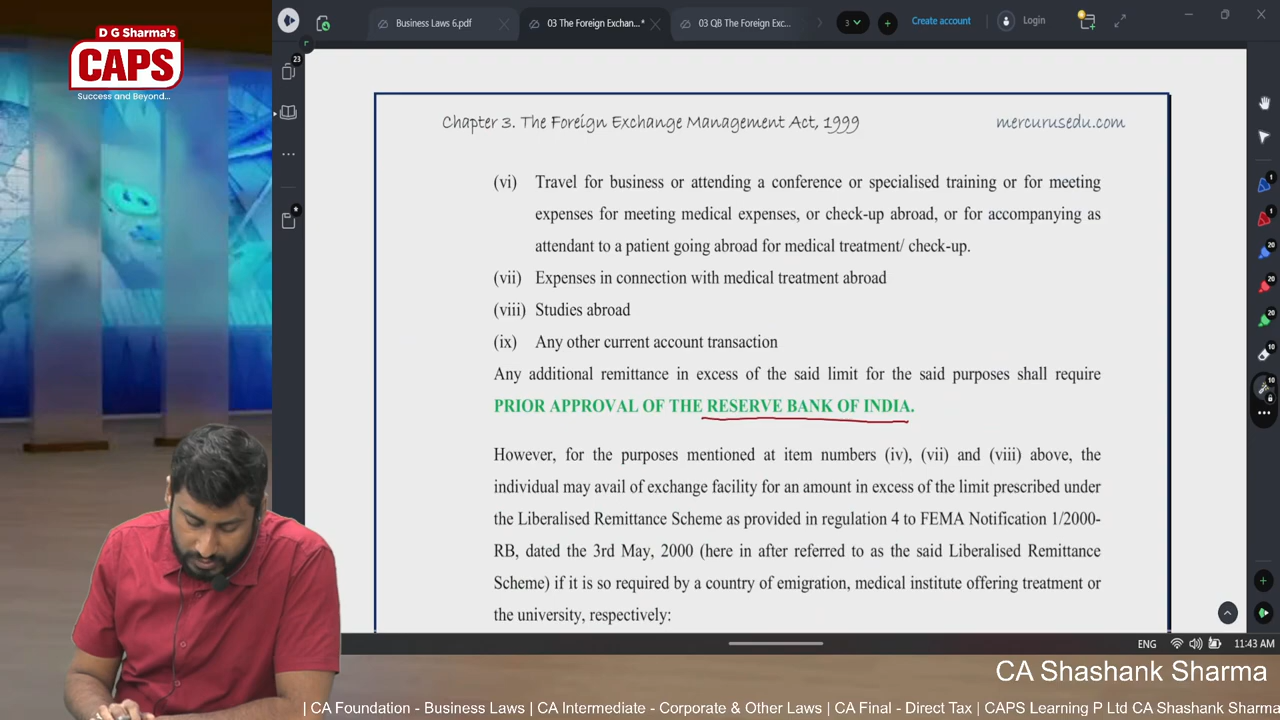 D G Sharma's
CAPS
Success and Beyond...
Business Laws 6.pdf
03 The Foreign Exchan...*
03 QB The Foreign Exc...
3
Create account
Login
23
Chapter 3. The Foreign Exchange Management Act, 1999
mercurusedu.com
(vi) Travel for business or attending a conference or specialised training or for meeting
expenses for meeting medical expenses, or check-up abroad, or for accompanying as
attendant to a patient going abroad for medical treatment/ check-up.
(vii) Expenses in connection with medical treatment abroad
(viii) Studies abroad
(ix) Any other current account transaction
Any additional remittance in excess of the said limit for the said purposes shall require
PRIOR APPROVAL OF THE RESERVE BANK OF INDIA.
However, for the purposes mentioned at item numbers (iv), (vii) and (viii) above, the
individual may avail of exchange facility for an amount in excess of the limit prescribed under
the Liberalised Remittance Scheme as provided in regulation 4 to FEMA Notification 1/2000-
RB, dated the 3rd May, 2000 (here in after referred to as the said Liberalised Remittance
Scheme) if it is so required by a country of emigration, medical institute offering treatment or
the university, respectively:
1
1
20
20
20
10
10
ENG
11:43 AM
CA Shashank Sharma
| CA Foundation - Business Laws | CA Intermediate - Corporate & Other Laws | CA Final - Direct Tax | CAPS Learning P Ltd CA Shashank Sharma